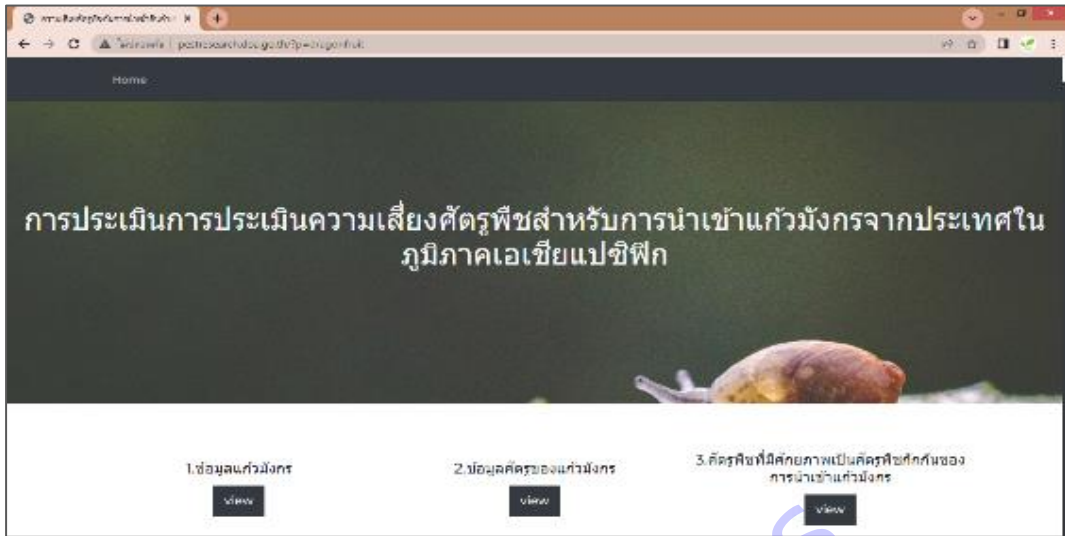 Home
การประเมินการประเมินความเสี่ยงศัตรูพืชสำหรับการนำเข้าแก้วมังกรจากประเทศใน
ภูมิภาคเอเชียแปซิฟิก
1.ข้อมูลแก้วมังกร
view
2.ข้อมูลศัตรูของแก้วมังกร
view
3.ศัตรูพืชที่มีศักยภาพเป็นศัตรูพืชกักกันของ
การนำเข้าแก้วมังกร
view